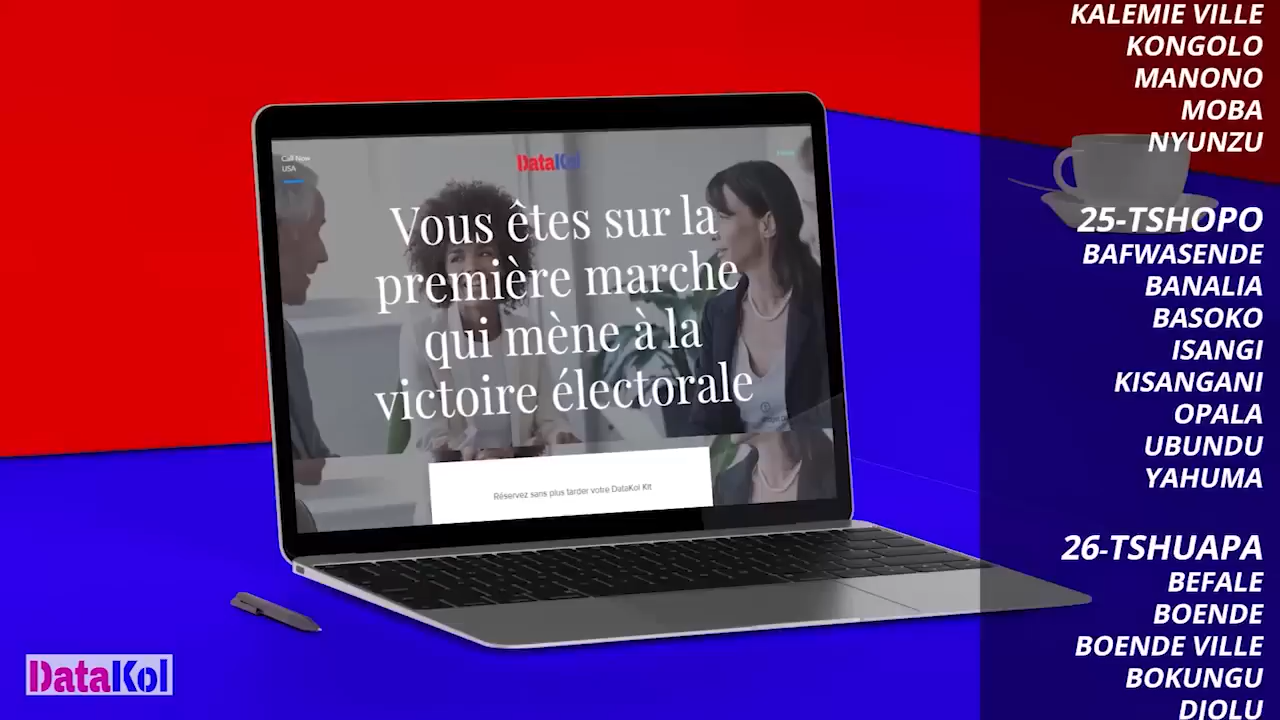 Call Now
USA
DataKol
Vous êtes sur la
première marche
qui mène à la
victoire électorale
Réservez sans plus tarder votre DataKol Kit
DataKol
KALEMIE VILLE
KONGOLO
MANONO
MOBA
NYUNZU
25-TSHOPO
BAFWASENDE
BANALIA
BASOKO
ISANGI
KISANGANI
OPALA
UBUNDU
YAHUMA
26-TSHUAPA
BEFALE
BOENDE
BOENDE VILLE
BOKUNGU
DJOLU